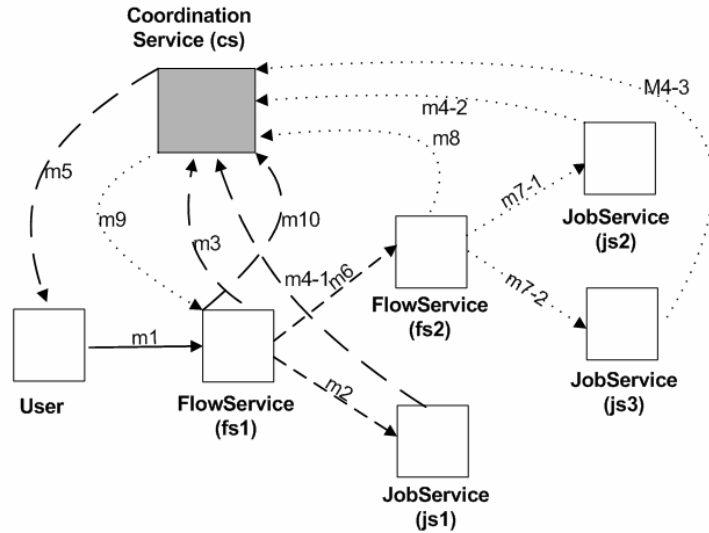 Coordination
Service (cs)
M4-3
m4-2
m8
m5
m7-1
m9
m10
m3
JobService
(js2)
m4-1
m6
FlowService
(fs2)
m7-2
m1
m2
User
FlowService
(fs1)
JobService
(js3)
JobService
(js1)